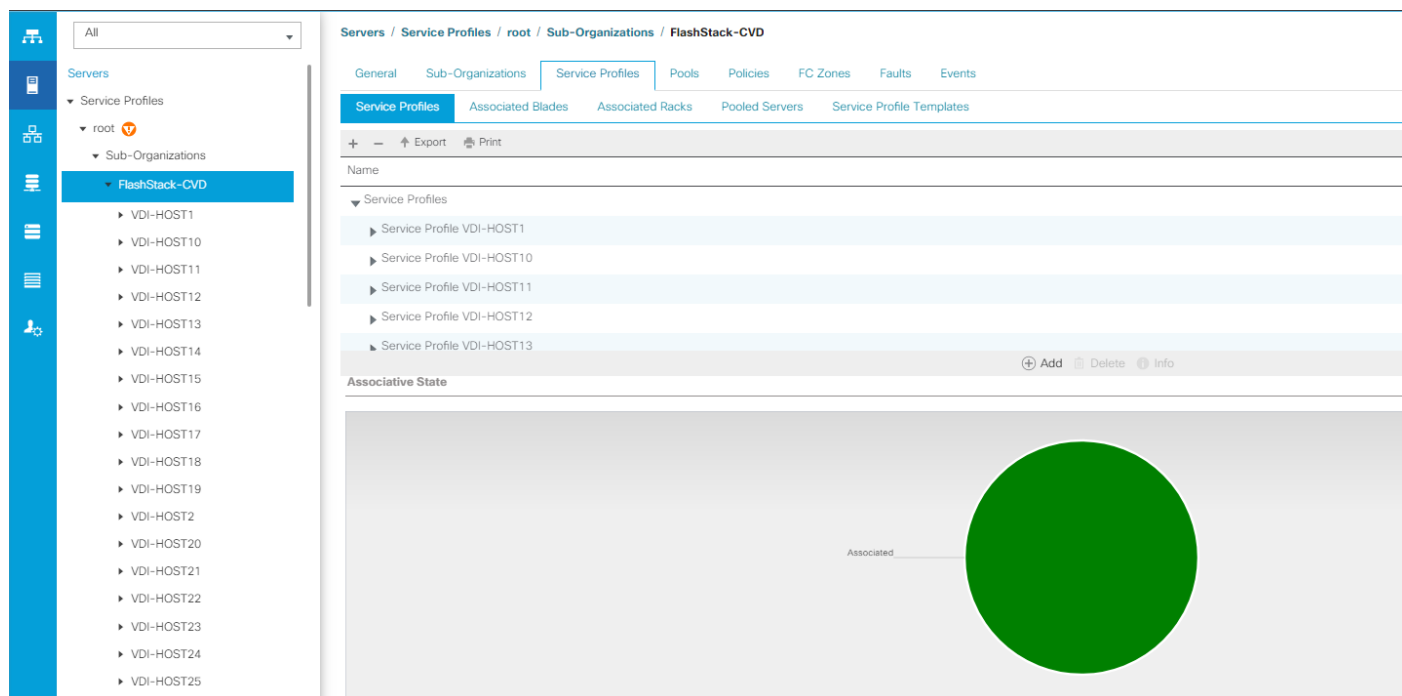 All
Servers
Service Profiles
root
Sub-Organizations
FlashStack-CVD
VDI-HOST1
VDI-HOST10
VDI-HOST11
VDI-HOST12
VDI-HOST13
VDI-HOST14
VDI-HOST15
VDI-HOST16
VDI-HOST17
VDI-HOST18
VDI-HOST19
VDI-HOST2
VDI-HOST20
VDI-HOST21
VDI-HOST22
VDI-HOST23
VDI-HOST24
VDI-HOST25
Servers / Service Profiles / root / Sub-Organizations / FlashStack-CVD
General Sub-Organizations Service Profiles Pools Policies FC Zones Faults Events
Service Profiles Associated Blades Associated Racks Pooled Servers Service Profile Templates
+ − Export Print
Name
Service Profiles
Service Profile VDI-HOST1
Service Profile VDI-HOST10
Service Profile VDI-HOST11
Service Profile VDI-HOST12
Service Profile VDI-HOST13
Add Delete Info
Associative State
Associated